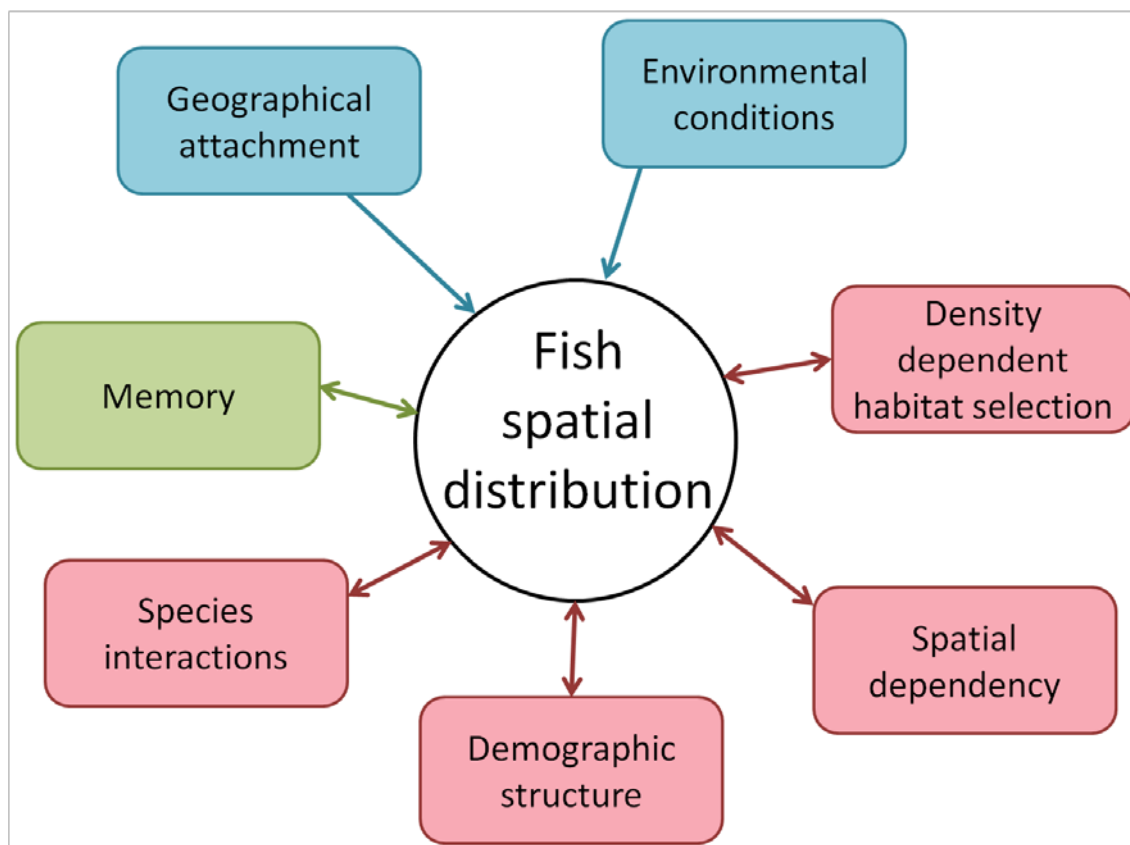 Geographical
attachment
Environmental
conditions
Fish
spatial
distribution
Density
dependent
habitat selection
Memory
Species
interactions
Spatial
dependency
Demographic
structure